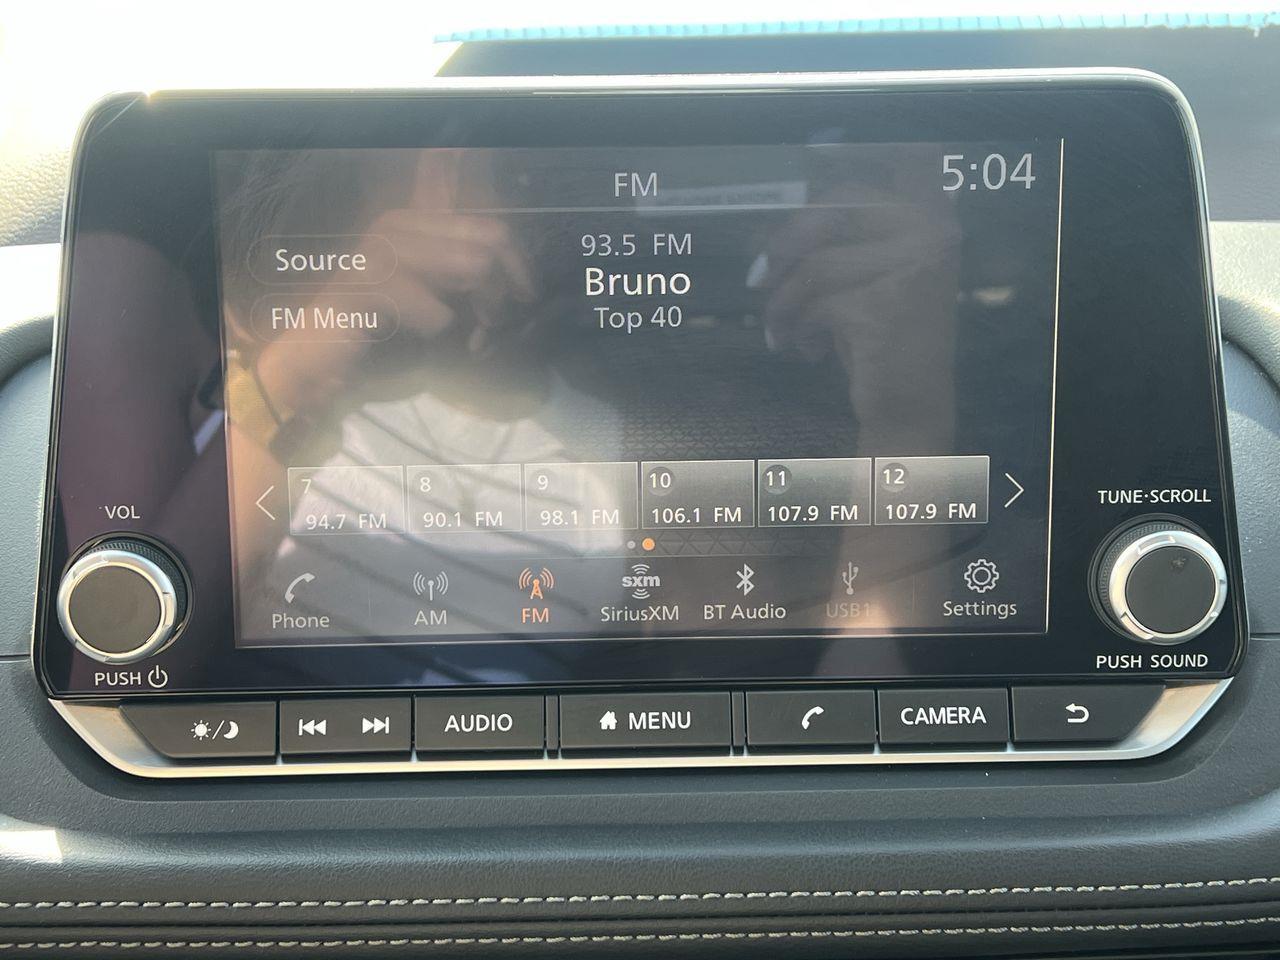 FM
5:04
Source
93.5 FM
Bruno
FM Menu
Top 40
7
94.7 FM
8
90.1 FM
9
98.1 FM
10
106.1 FM
11
107.9 FM
12
107.9 FM
VOL
TUNE·SCROLL
Phone
AM
FM
sxm
SiriusXM
BT Audio
USB1
Settings
PUSH
PUSH SOUND
AUDIO
MENU
CAMERA